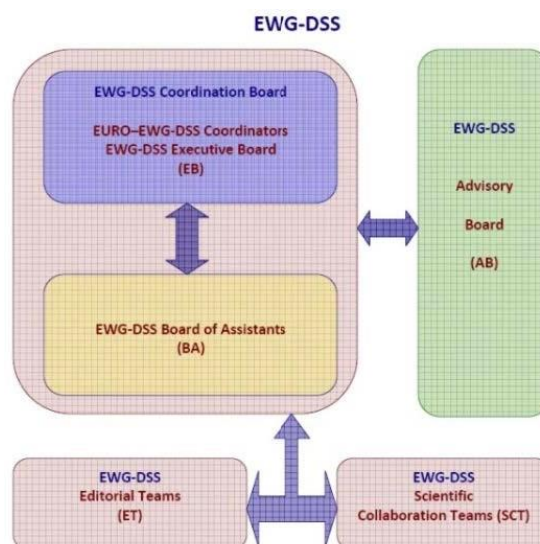 EWG-DSS
EWG-DSS Coordination Board
EURO–EWG-DSS Coordinators
EWG-DSS Executive Board
(EB)
EWG-DSS Board of Assistants
(BA)
EWG-DSS
Advisory
Board
(AB)
EWG-DSS
Editorial Teams
(ET)
EWG-DSS
Scientific
Collaboration Teams (SCT)